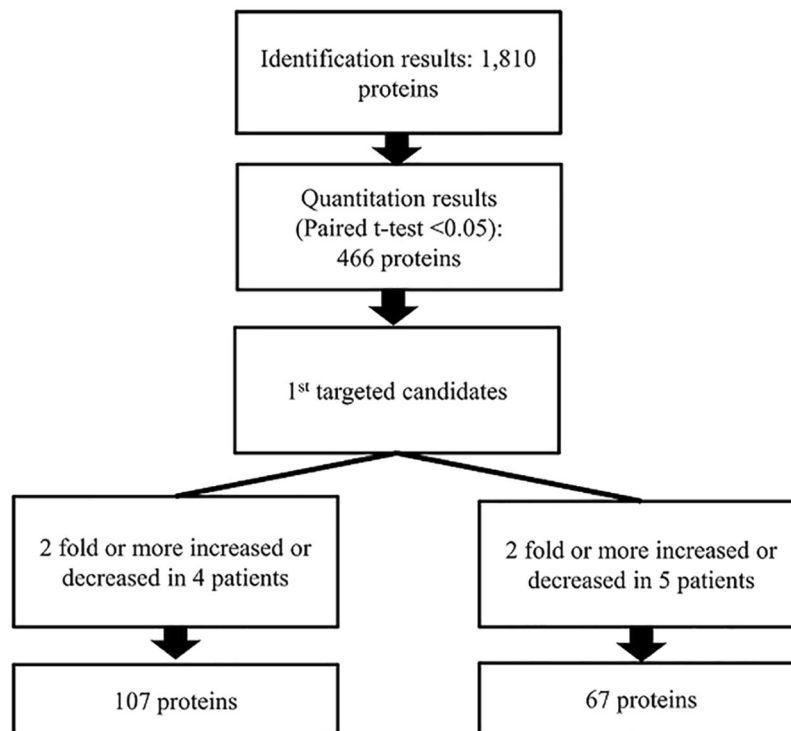 Identification results: 1,810
proteins
Quantitation results
(Paired t-test <0.05):
466 proteins
1st targeted candidates
2 fold or more increased or
decreased in 4 patients
2 fold or more increased or
decreased in 5 patients
107 proteins
67 proteins